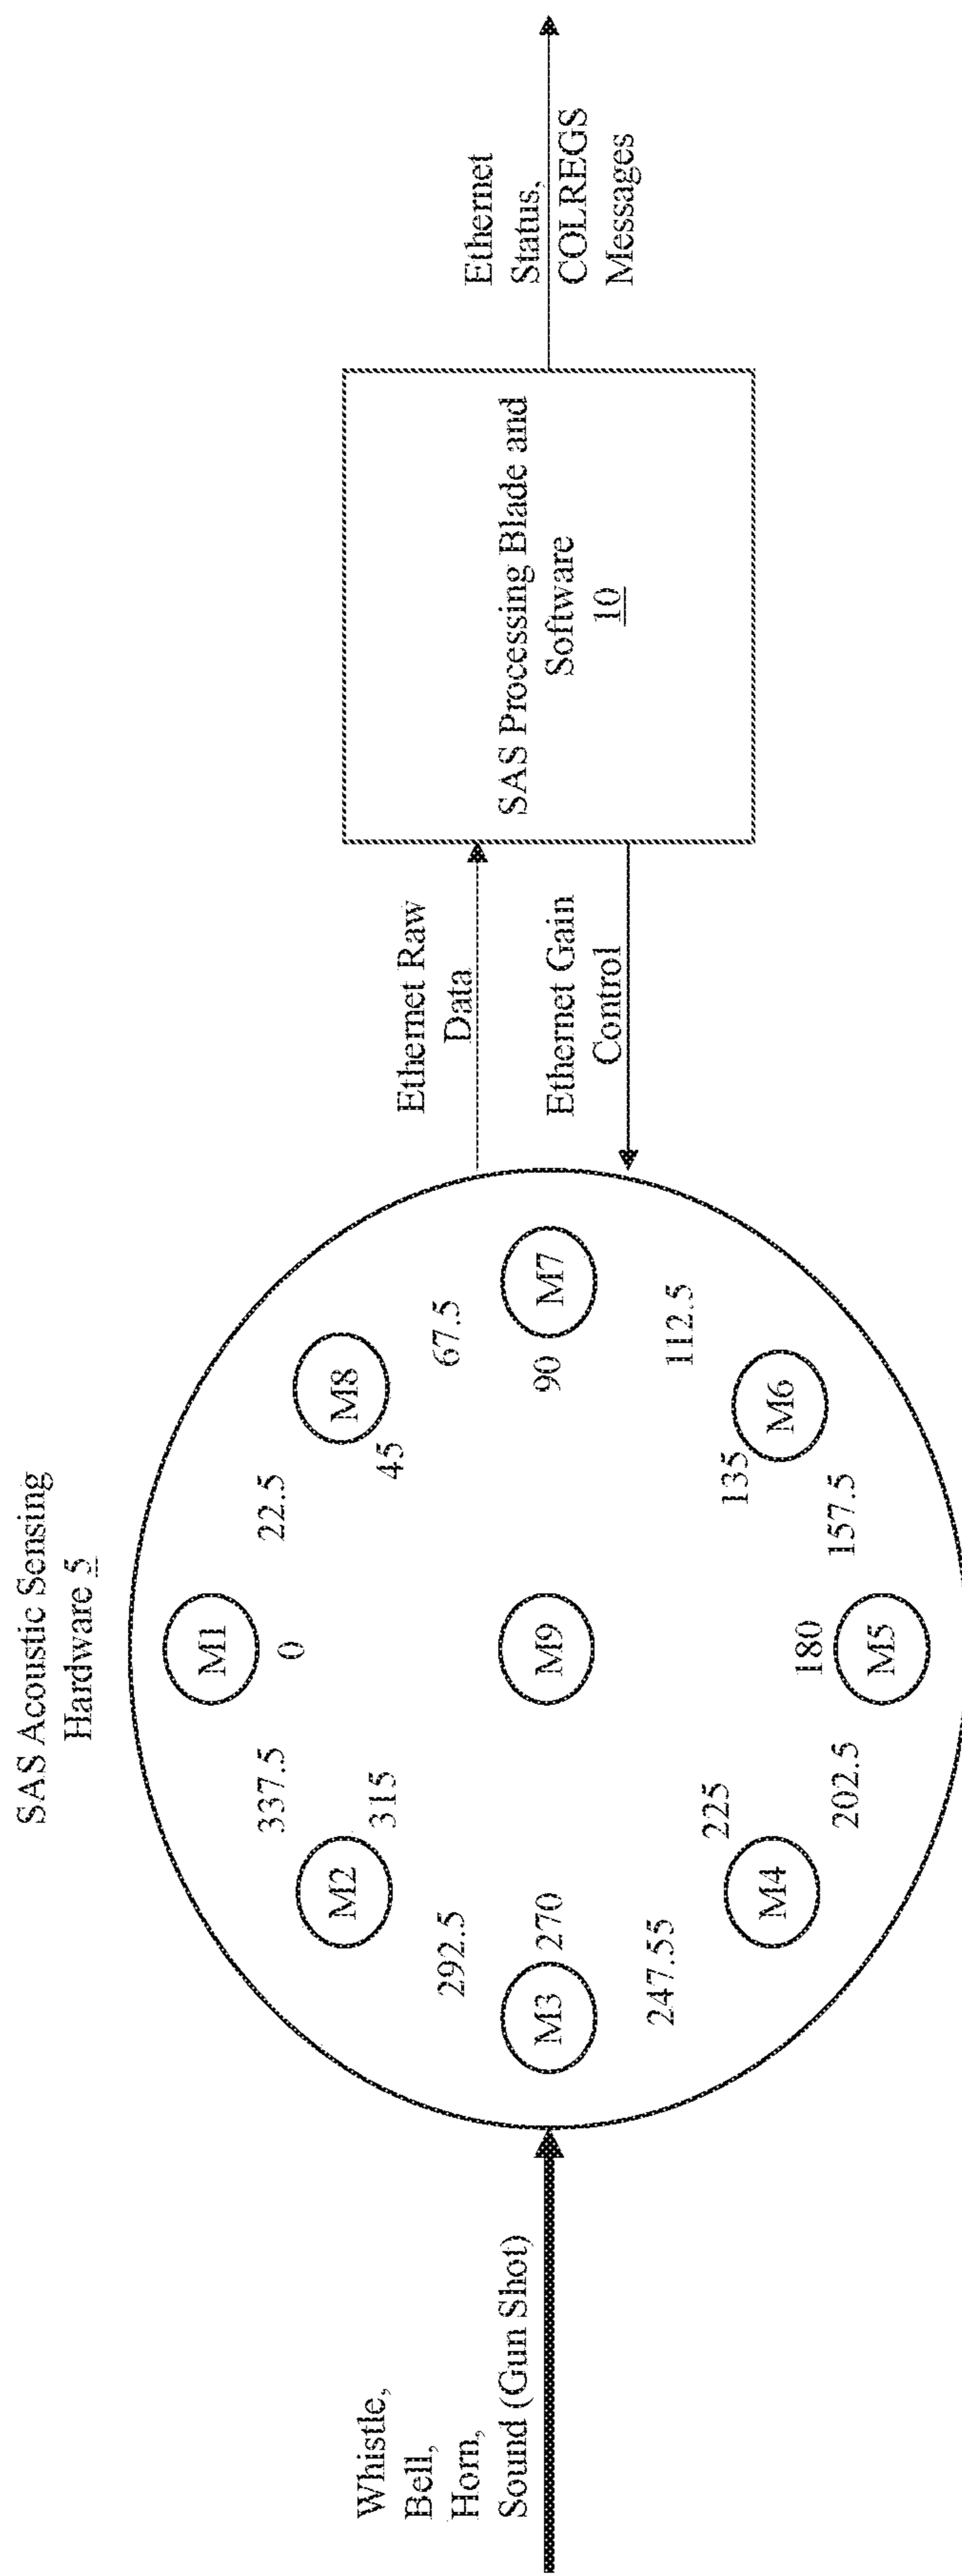 SAS Acoustic Sensing
Hardware 5
Whistle,
Bell,
Horn,
Sound (Gun Shot)
M1
0
337.5
22.5
M2
315
M8
45
292.5
67.5
M3
270
M9
90
M7
247.55
112.5
225
M4
135
M6
202.5
180
157.5
M5
Ethernet Raw
Data
Ethernet Gain
Control
SAS Processing Blade and
Software
10
Ethernet
Status,
COLREGS
Messages